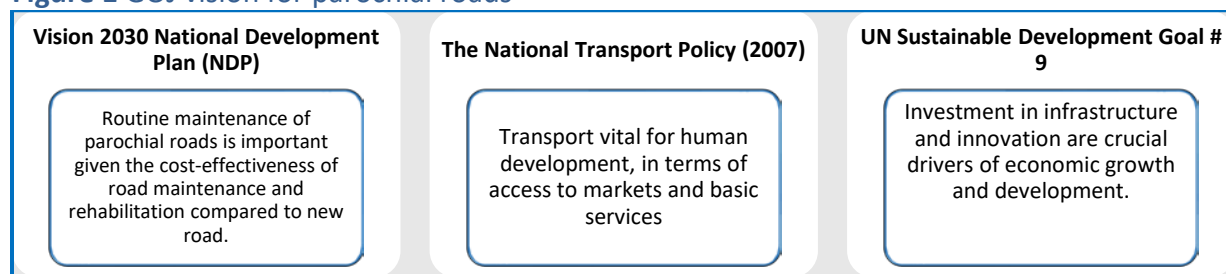 Figure 1 GOJ Vision for parochial roads
Vision 2030 National Development
Plan (NDP)
Routine maintenance of
parochial roads is important
given the cost-effectiveness of
road maintenance and
rehabilitation compared to new
road.
The National Transport Policy (2007)
Transport vital for human
development, in terms of
access to markets and basic
services
UN Sustainable Development Goal #
9
Investment in infrastructure
and innovation are crucial
drivers of economic growth
and development.